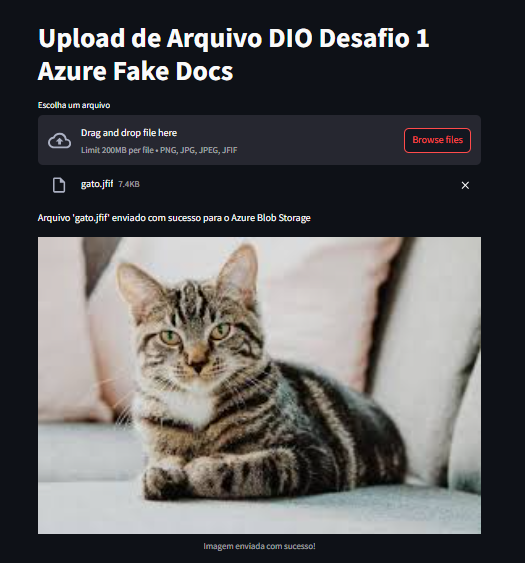 Upload de Arquivo DIO Desafio 1
Azure Fake Docs
Escolha um arquivo
Drag and drop file here
Limit 200MB per file • PNG, JPG, JPEG, JFIF
Browse files
gato.jfif 7.4KB
Arquivo 'gato.jfif' enviado com sucesso para o Azure Blob Storage
Imagem enviada com sucesso!